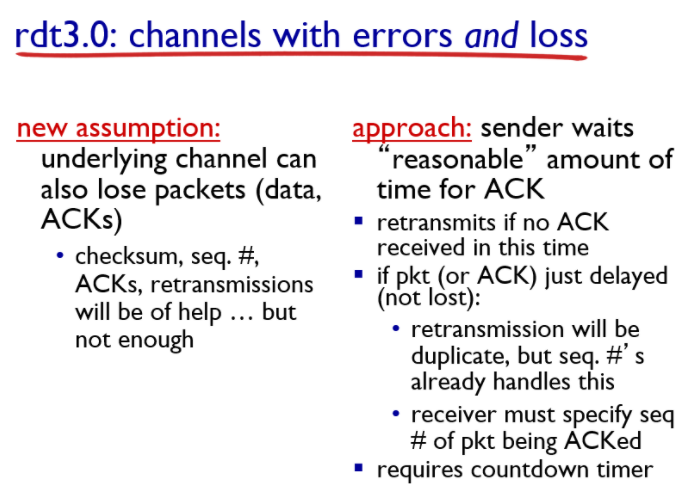 rdt3.0: channels with errors and loss
new assumption:
underlying channel can
also lose packets (data,
ACKs)
• checksum, seq. #,
ACKs, retransmissions
will be of help … but
not enough
approach: sender waits
“reasonable” amount of
time for ACK
▪ retransmits if no ACK
received in this time
▪ if pkt (or ACK) just delayed
(not lost):
• retransmission will be
duplicate, but seq. #’s
already handles this
• receiver must specify seq
# of pkt being ACKed
▪ requires countdown timer